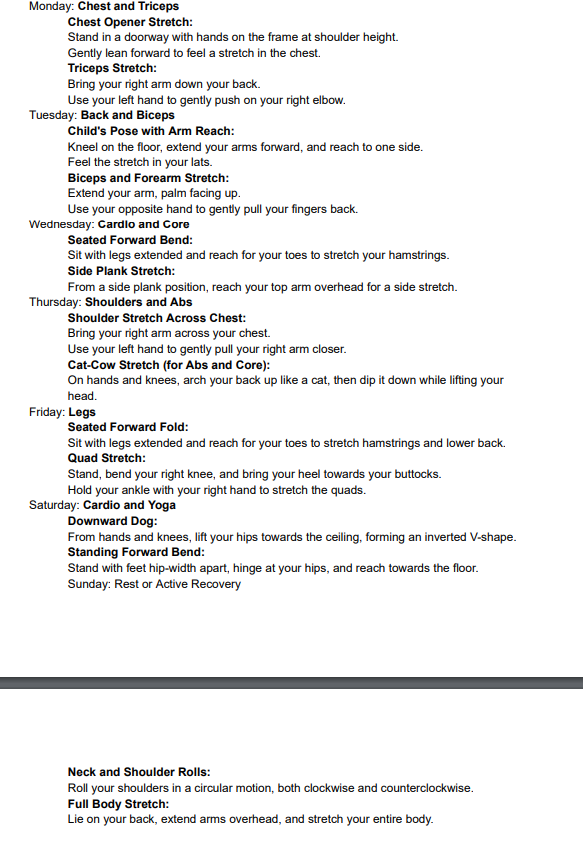 Monday: Chest and Triceps
Chest Opener Stretch:
Stand in a doorway with hands on the frame at shoulder height.
Gently lean forward to feel a stretch in the chest.
Triceps Stretch:
Bring your right arm down your back.
Use your left hand to gently push on your right elbow.
Tuesday: Back and Biceps
Child's Pose with Arm Reach:
Kneel on the floor, extend your arms forward, and reach to one side.
Feel the stretch in your lats.
Biceps and Forearm Stretch:
Extend your arm, palm facing up.
Use your opposite hand to gently pull your fingers back.
Wednesday: Cardio and Core
Seated Forward Bend:
Sit with legs extended and reach for your toes to stretch your hamstrings.
Side Plank Stretch:
From a side plank position, reach your top arm overhead for a side stretch.
Thursday: Shoulders and Abs
Shoulder Stretch Across Chest:
Bring your right arm across your chest.
Use your left hand to gently pull your right arm closer.
Cat-Cow Stretch (for Abs and Core):
On hands and knees, arch your back up like a cat, then dip it down while lifting your
head.
Friday: Legs
Seated Forward Fold:
Sit with legs extended and reach for your toes to stretch hamstrings and lower back.
Quad Stretch:
Stand, bend your right knee, and bring your heel towards your buttocks.
Hold your ankle with your right hand to stretch the quads.
Saturday: Cardio and Yoga
Downward Dog:
From hands and knees, lift your hips towards the ceiling, forming an inverted V-shape.
Standing Forward Bend:
Stand with feet hip-width apart, hinge at your hips, and reach towards the floor.
Sunday: Rest or Active Recovery
Neck and Shoulder Rolls:
Roll your shoulders in a circular motion, both clockwise and counterclockwise.
Full Body Stretch:
Lie on your back, extend arms overhead, and stretch your entire body.